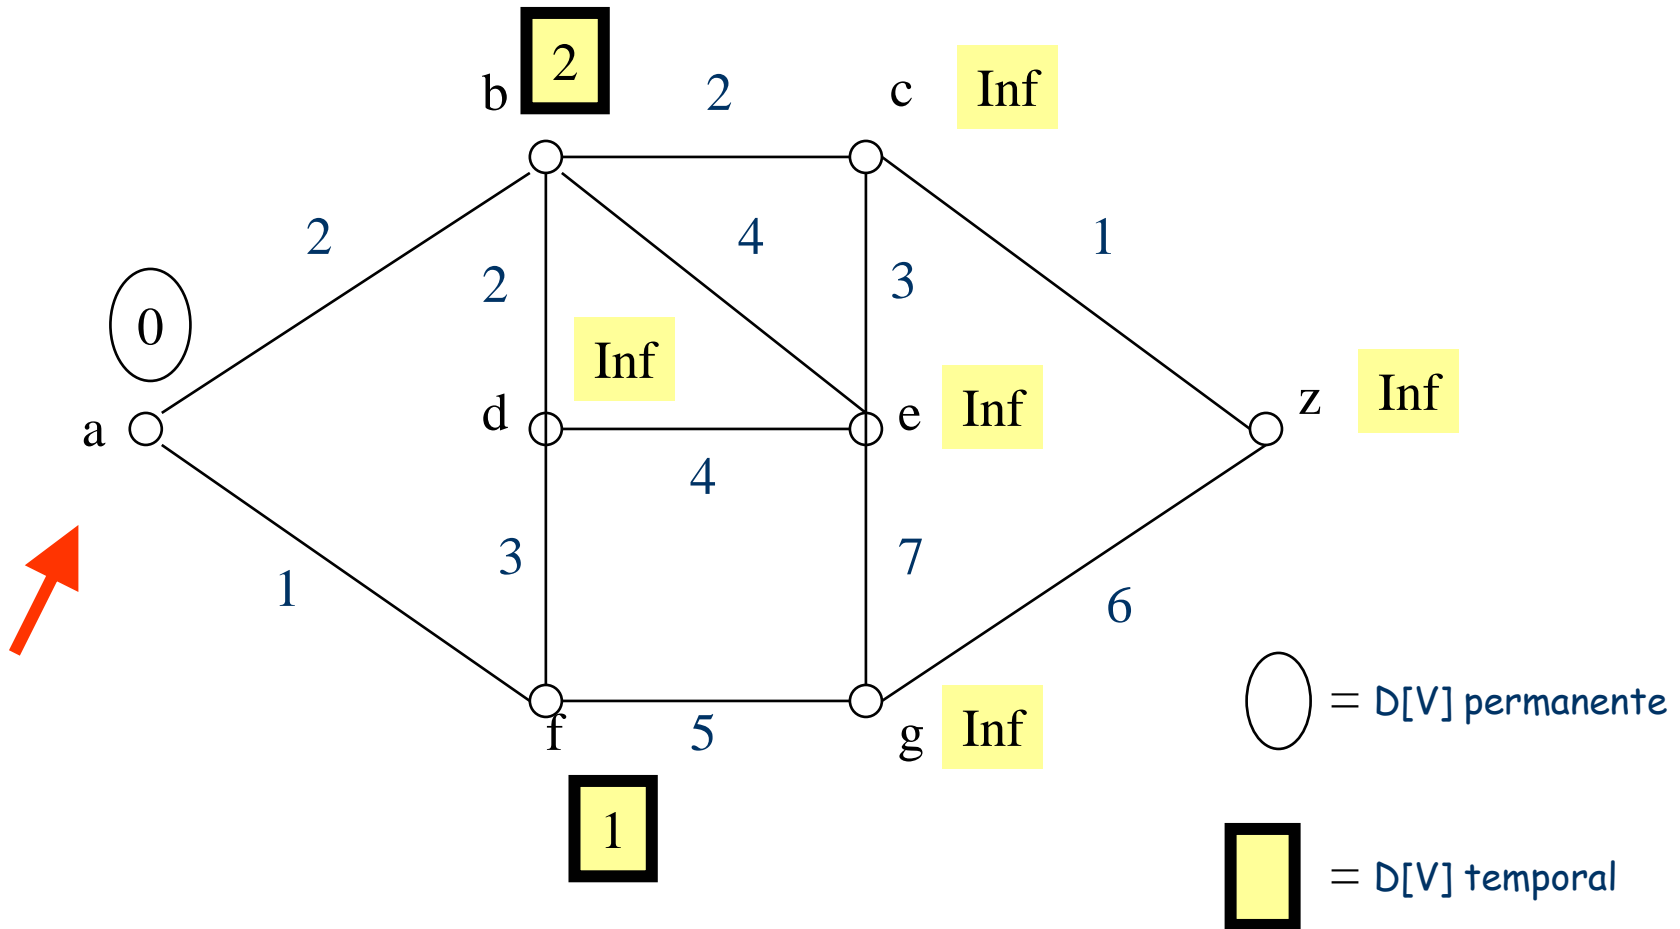 2
b
2
c
Inf
2
4
1
2
3
0
Inf
a
d
e
Inf
z
Inf
4
3
7
1
6
f
5
g
Inf
= D[V] permanente
1
= D[V] temporal